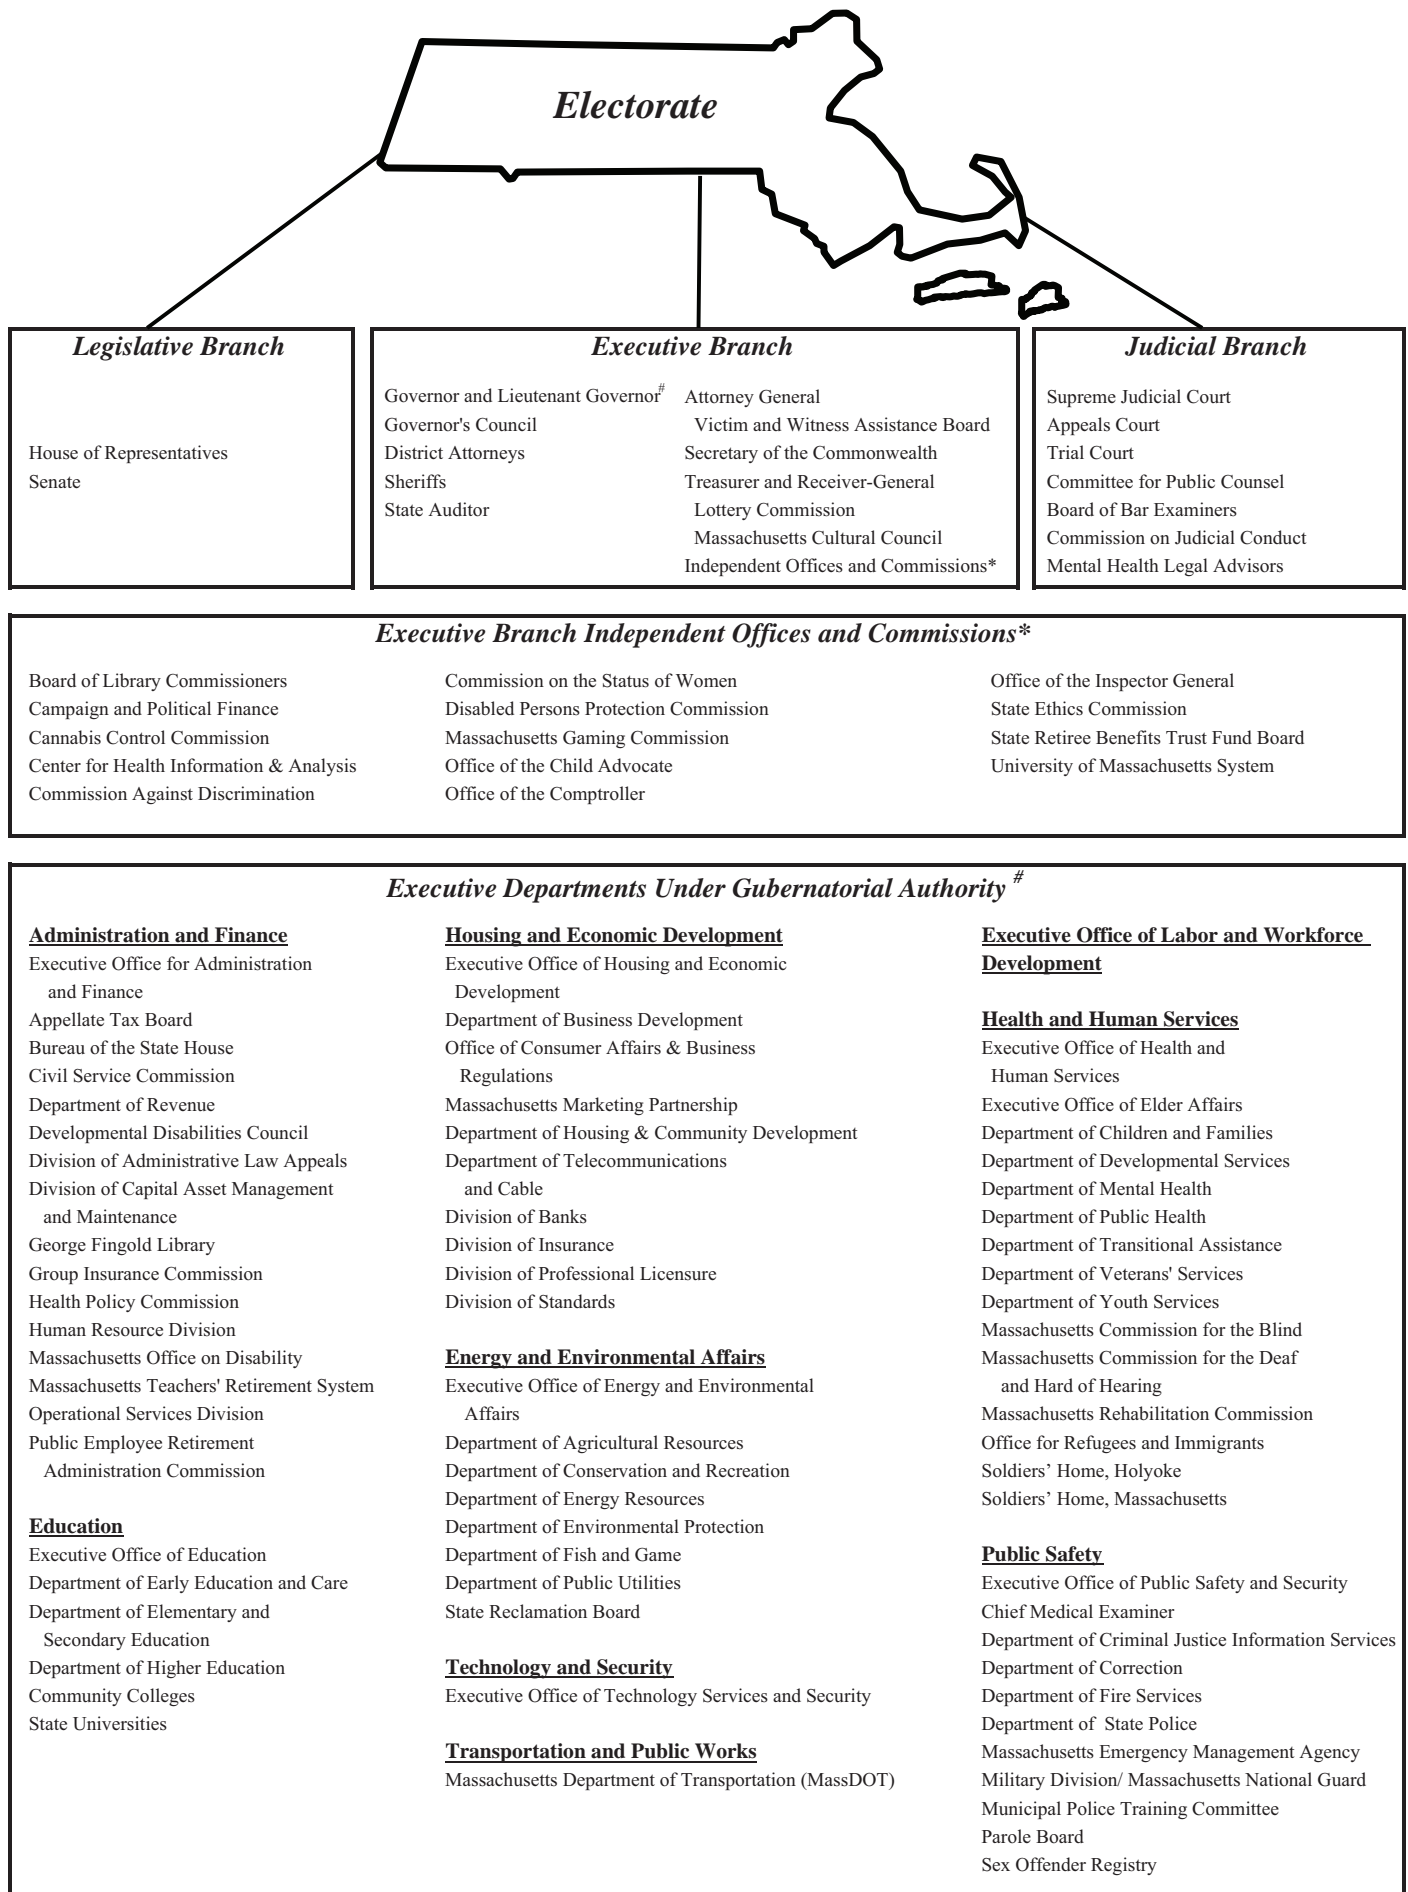 Electorate
Legislative Branch
House of Representatives
Senate
Executive Branch
Governor and Lieutenant Governor#
Governor's Council
District Attorneys
Sheriffs
State Auditor
Attorney General
Victim and Witness Assistance Board
Secretary of the Commonwealth
Treasurer and Receiver-General
Lottery Commission
Massachusetts Cultural Council
Independent Offices and Commissions*
Judicial Branch
Supreme Judicial Court
Appeals Court
Trial Court
Committee for Public Counsel
Board of Bar Examiners
Commission on Judicial Conduct
Mental Health Legal Advisors
Executive Branch Independent Offices and Commissions*
Board of Library Commissioners
Campaign and Political Finance
Cannabis Control Commission
Center for Health Information & Analysis
Commission Against Discrimination
Commission on the Status of Women
Disabled Persons Protection Commission
Massachusetts Gaming Commission
Office of the Child Advocate
Office of the Comptroller
Office of the Inspector General
State Ethics Commission
State Retiree Benefits Trust Fund Board
University of Massachusetts System
Executive Departments Under Gubernatorial Authority #
Administration and Finance
Executive Office for Administration
and Finance
Appellate Tax Board
Bureau of the State House
Civil Service Commission
Department of Revenue
Developmental Disabilities Council
Division of Administrative Law Appeals
Division of Capital Asset Management
and Maintenance
George Fingold Library
Group Insurance Commission
Health Policy Commission
Human Resource Division
Massachusetts Office on Disability
Massachusetts Teachers' Retirement System
Operational Services Division
Public Employee Retirement
Administration Commission
Education
Executive Office of Education
Department of Early Education and Care
Department of Elementary and
Secondary Education
Department of Higher Education
Community Colleges
State Universities
Housing and Economic Development
Executive Office of Housing and Economic
Development
Department of Business Development
Office of Consumer Affairs & Business
Regulations
Massachusetts Marketing Partnership
Department of Housing & Community Development
Department of Telecommunications
and Cable
Division of Banks
Division of Insurance
Division of Professional Licensure
Division of Standards
Energy and Environmental Affairs
Executive Office of Energy and Environmental
Affairs
Department of Agricultural Resources
Department of Conservation and Recreation
Department of Energy Resources
Department of Environmental Protection
Department of Fish and Game
Department of Public Utilities
State Reclamation Board
Technology and Security
Executive Office of Technology Services and Security
Transportation and Public Works
Massachusetts Department of Transportation (MassDOT)
Executive Office of Labor and Workforce
Development
Health and Human Services
Executive Office of Health and
Human Services
Executive Office of Elder Affairs
Department of Children and Families
Department of Developmental Services
Department of Mental Health
Department of Public Health
Department of Transitional Assistance
Department of Veterans' Services
Department of Youth Services
Massachusetts Commission for the Blind
Massachusetts Commission for the Deaf
and Hard of Hearing
Massachusetts Rehabilitation Commission
Office for Refugees and Immigrants
Soldiers’ Home, Holyoke
Soldiers’ Home, Massachusetts
Public Safety
Executive Office of Public Safety and Security
Chief Medical Examiner
Department of Criminal Justice Information Services
Department of Correction
Department of Fire Services
Department of State Police
Massachusetts Emergency Management Agency
Military Division/ Massachusetts National Guard
Municipal Police Training Committee
Parole Board
Sex Offender Registry